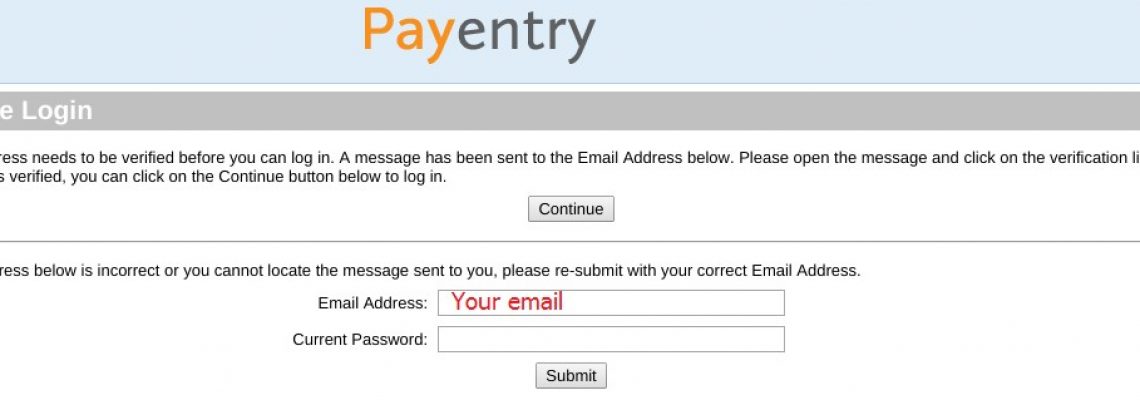 Payentry
e Login
ress needs to be verified before you can log in. A message has been sent to the Email Address below. Please open the message and click on the verification li
s verified, you can click on the Continue button below to log in.
Continue
ress below is incorrect or you cannot locate the message sent to you, please re-submit with your correct Email Address.
Email Address: Your email
Current Password:
Submit